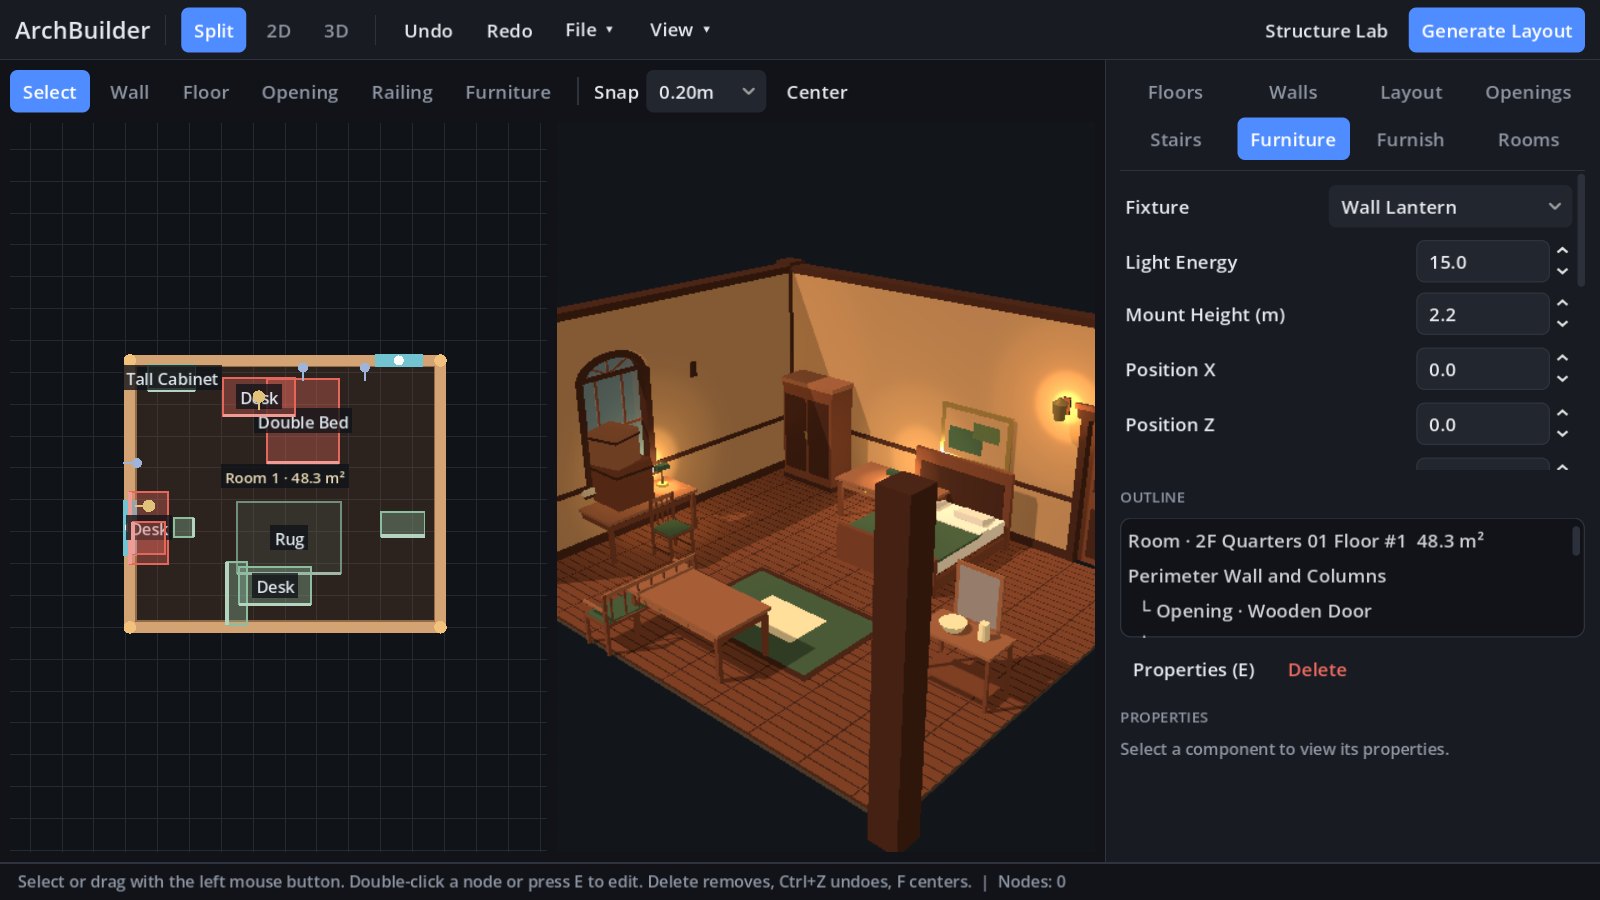 ArchBuilder
Split
2D
3D
Undo
Redo
File
View
Structure Lab
Generate Layout
Select
Wall
Floor
Opening
Railing
Furniture
Snap
0.20m
Center
Floors
Walls
Layout
Openings
Stairs
Furniture
Furnish
Rooms
Tall Cabinet
Desk
Double Bed
Room 1 · 48.3 m²
Desk
Rug
Desk
Fixture
Wall Lantern
Light Energy
15.0
Mount Height (m)
2.2
Position X
0.0
Position Z
0.0
OUTLINE
Room · 2F Quarters 01 Floor #1 48.3 m²
Perimeter Wall and Columns
└ Opening · Wooden Door
Properties (E)
Delete
PROPERTIES
Select a component to view its properties.
Select or drag with the left mouse button. Double-click a node or press E to edit. Delete removes, Ctrl+Z undoes, F centers. | Nodes: 0